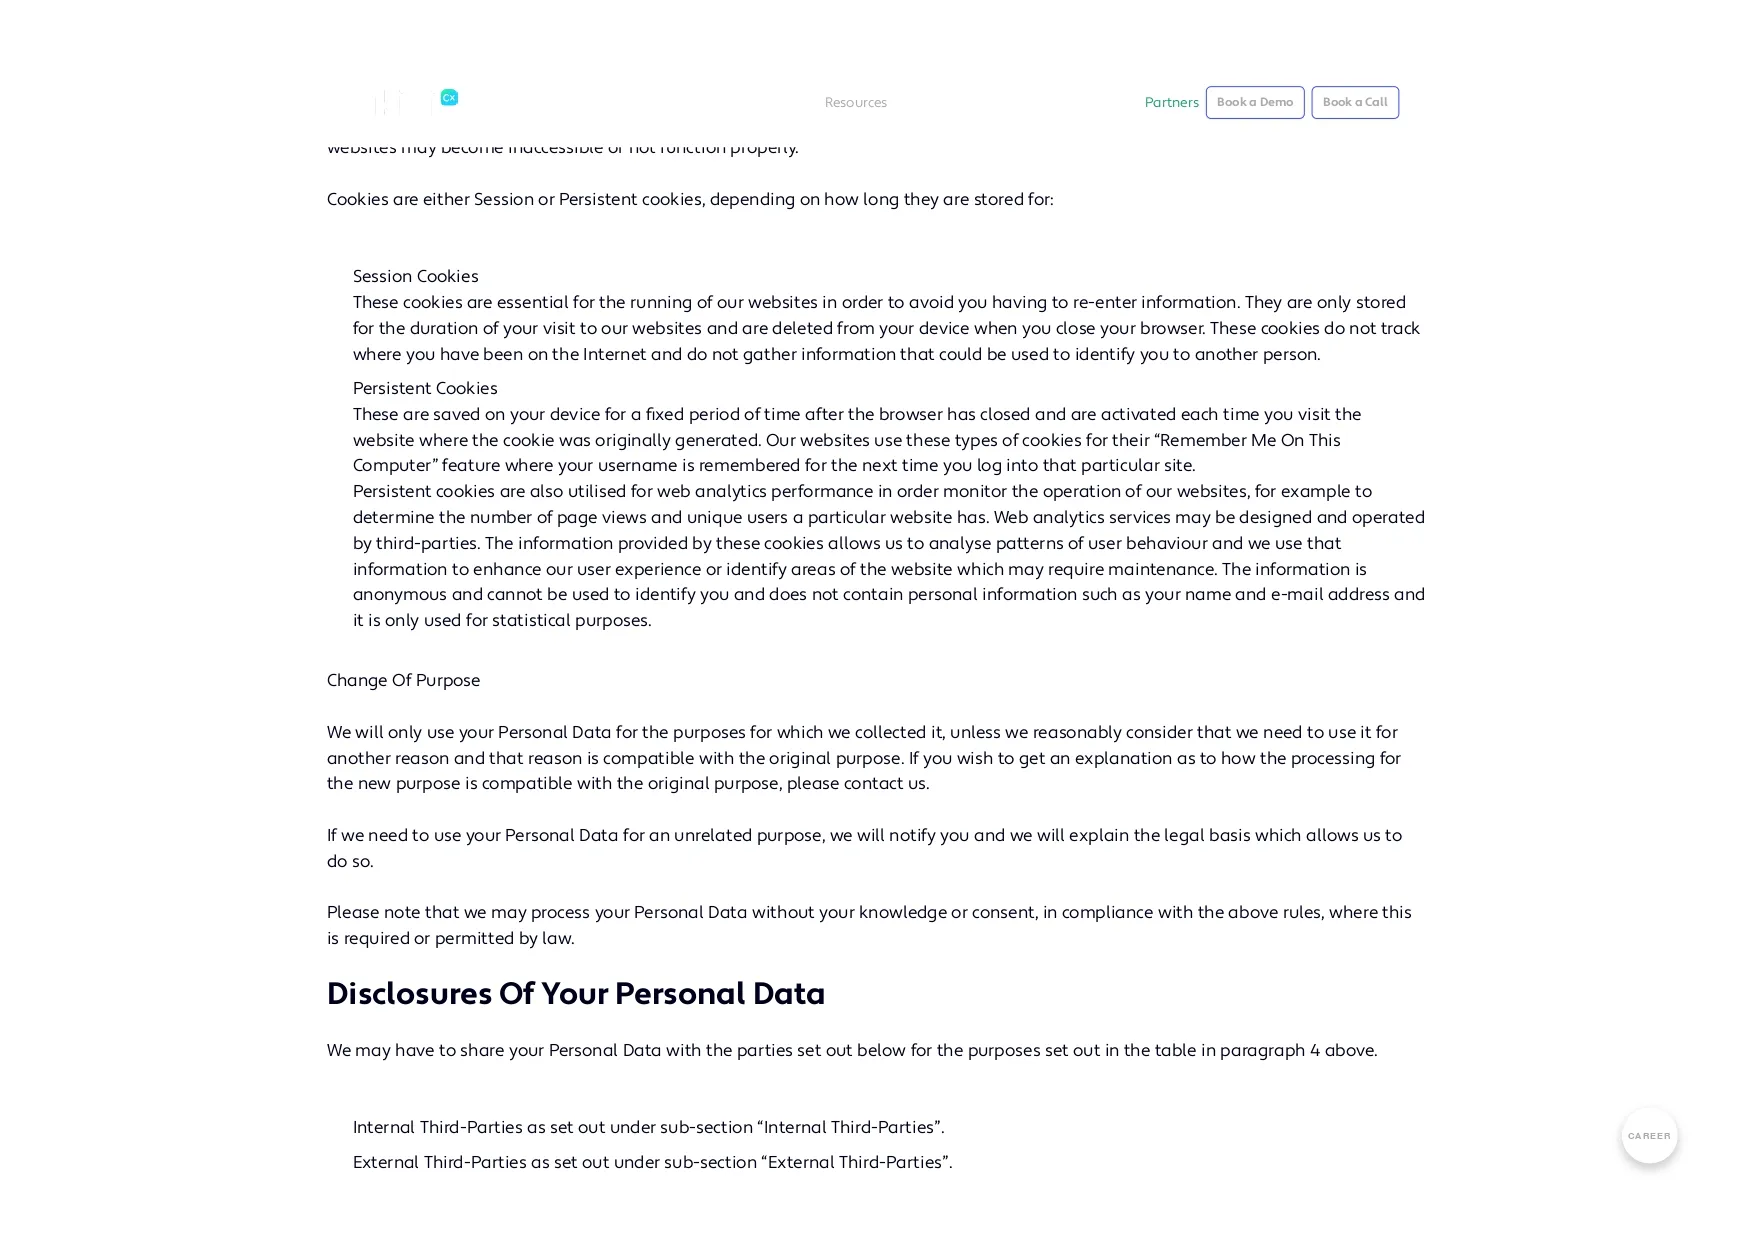 Cx
Resources
Partners
Book a Demo
Book a Call
websites may become inaccessible or not function properly.
Cookies are either Session or Persistent cookies, depending on how long they are stored for:
Session Cookies
These cookies are essential for the running of our websites in order to avoid you having to re-enter information. They are only stored
for the duration of your visit to our websites and are deleted from your device when you close your browser. These cookies do not track
where you have been on the Internet and do not gather information that could be used to identify you to another person.
Persistent Cookies
These are saved on your device for a fixed period of time after the browser has closed and are activated each time you visit the
website where the cookie was originally generated. Our websites use these types of cookies for their “Remember Me On This
Computer” feature where your username is remembered for the next time you log into that particular site.
Persistent cookies are also utilised for web analytics performance in order monitor the operation of our websites, for example to
determine the number of page views and unique users a particular website has. Web analytics services may be designed and operated
by third-parties. The information provided by these cookies allows us to analyse patterns of user behaviour and we use that
information to enhance our user experience or identify areas of the website which may require maintenance. The information is
anonymous and cannot be used to identify you and does not contain personal information such as your name and e-mail address and
it is only used for statistical purposes.
Change Of Purpose
We will only use your Personal Data for the purposes for which we collected it, unless we reasonably consider that we need to use it for
another reason and that reason is compatible with the original purpose. If you wish to get an explanation as to how the processing for
the new purpose is compatible with the original purpose, please contact us.
If we need to use your Personal Data for an unrelated purpose, we will notify you and we will explain the legal basis which allows us to
do so.
Please note that we may process your Personal Data without your knowledge or consent, in compliance with the above rules, where this
is required or permitted by law.
Disclosures Of Your Personal Data
We may have to share your Personal Data with the parties set out below for the purposes set out in the table in paragraph 4 above.
Internal Third-Parties as set out under sub-section “Internal Third-Parties”.
CAREER
External Third-Parties as set out under sub-section “External Third-Parties”.